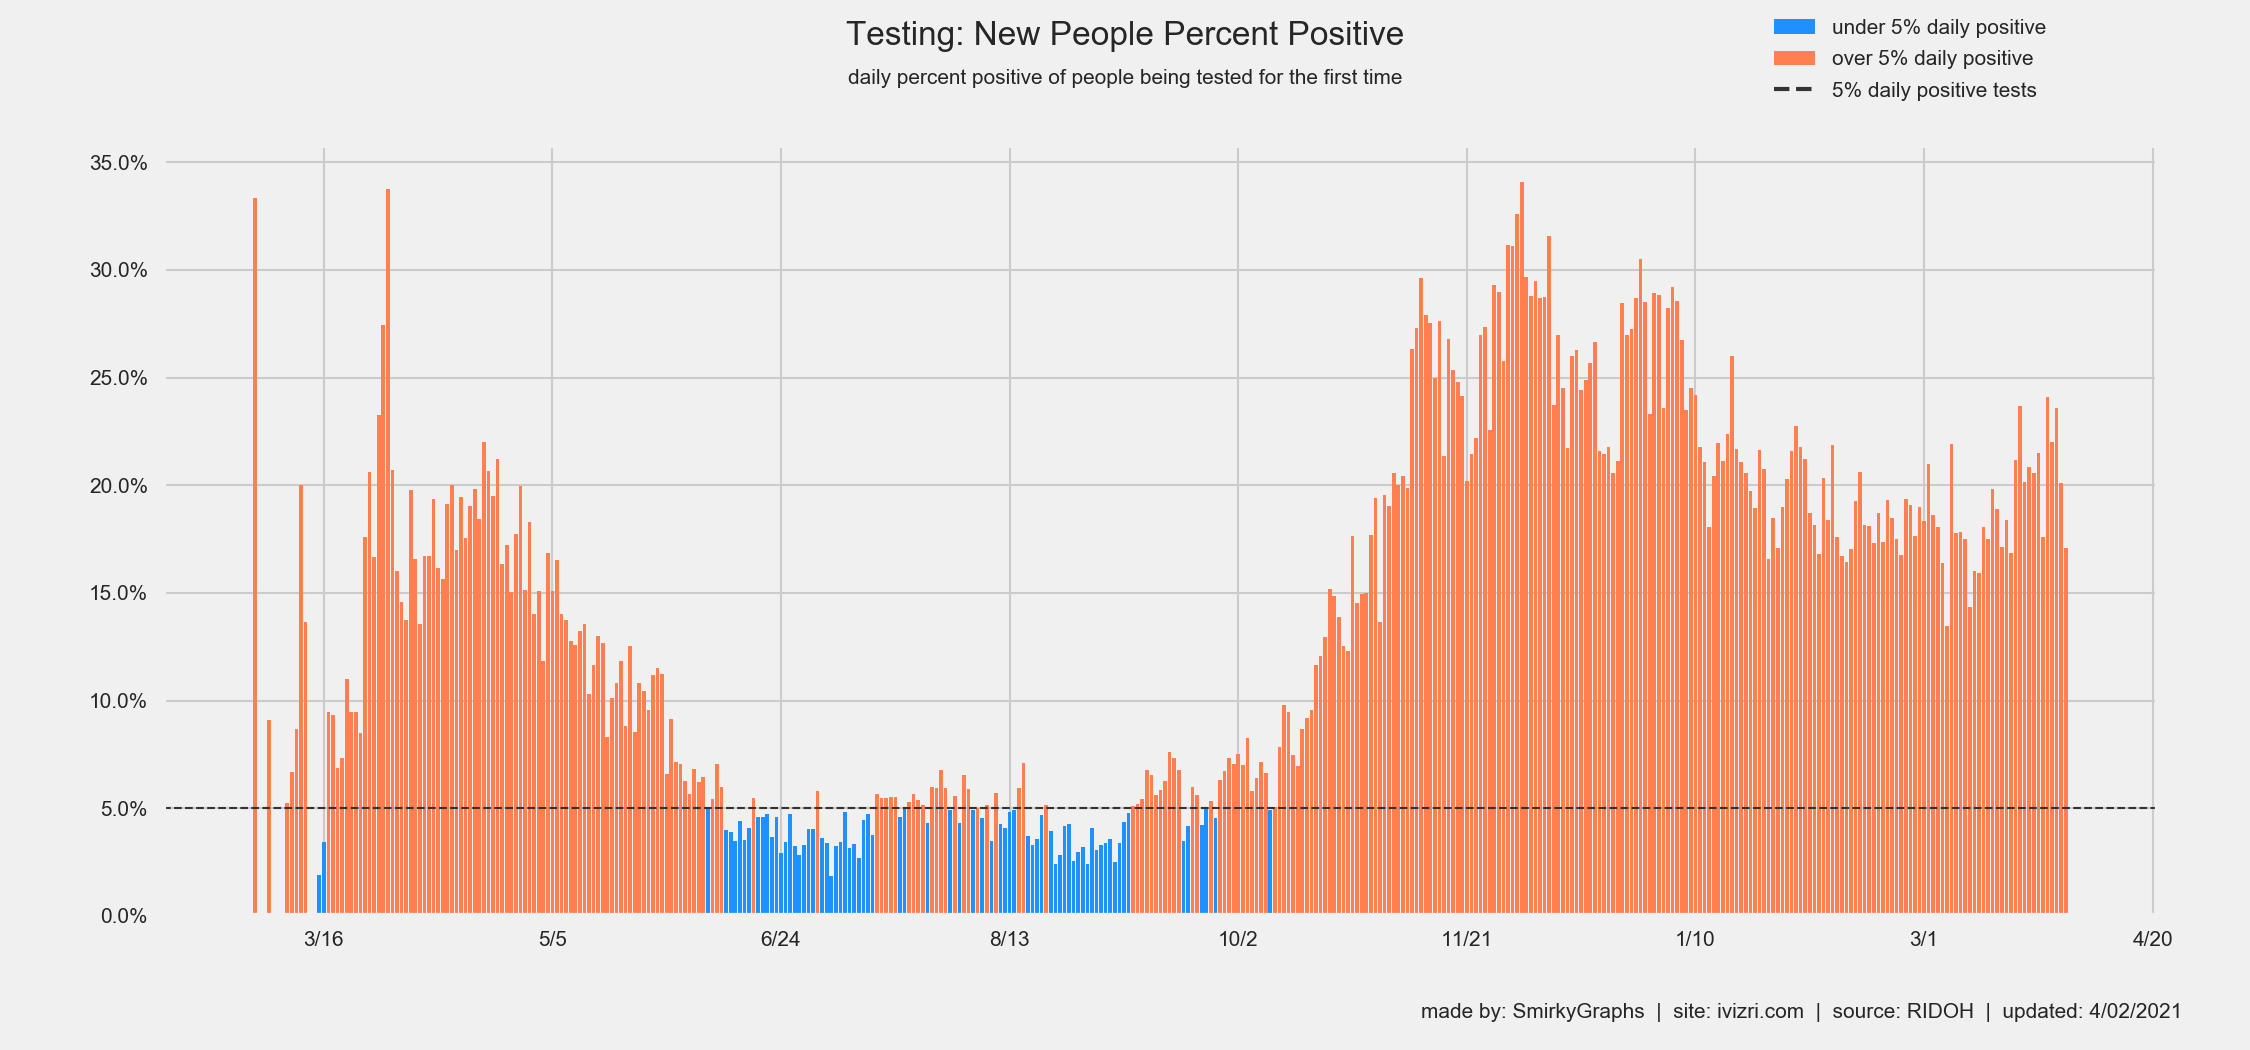 Testing: New People Percent Positive
daily percent positive of people being tested for the first time
under 5% daily positive
over 5% daily positive
5% daily positive tests
35.0%
30.0%
25.0%
20.0%
15.0%
10.0%
5.0%
0.0%
3/16
5/5
6/24
8/13
10/2
11/21
1/10
3/1
4/20
made by: SmirkyGraphs | site: ivizri.com | source: RIDOH | updated: 4/02/2021